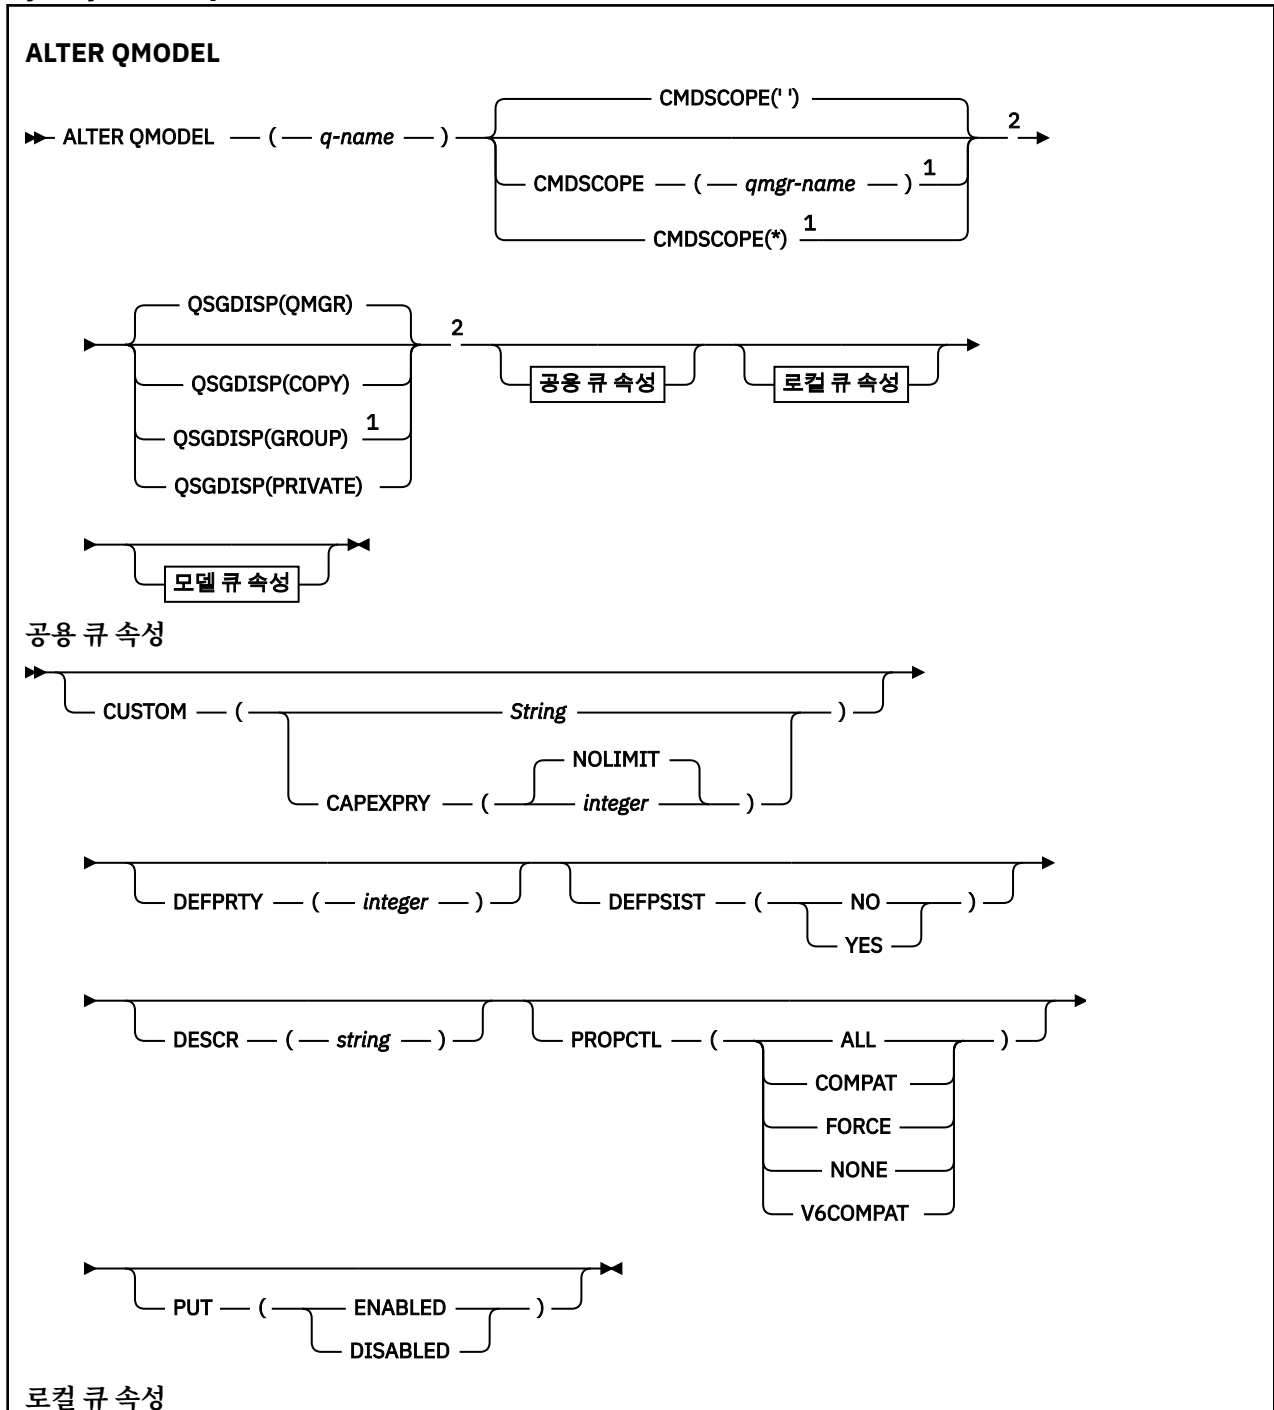 ALTER QMODEL
CMDSCOPE(' ')
ALTER QMODEL ( q-name ) 2
CMDSCOPE ( qmgr-name ) 1
CMDSCOPE(*) 1
QSGDISP(QMGR)
2
QSGDISP(COPY) 공용 큐 속성 로컬 큐 속성
QSGDISP(GROUP) 1
QSGDISP(PRIVATE)
모델 큐 속성
공용 큐 속성
CUSTOM ( String )
NOLIMIT
CAPEXPRY ( integer )
DEFPRTY ( integer ) DEFPSIST ( NO )
YES
DESCR ( string ) PROPCTL ( ALL )
COMPAT
FORCE
NONE
V6COMPAT
PUT ( ENABLED )
DISABLED
로컬 큐 속성